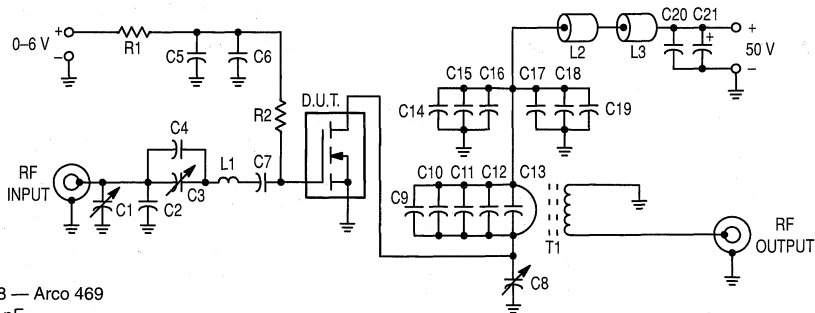 C20 C21
+
+
0–6 V
R1
C5
C6
–
L2
L3
+
50 V
–
C15 C16 C17 C18
C14
C19
R2
D.U.T.
C4
RF
INPUT
L1
C7
C1
C2
C3
C10 C11 C12 C13
C9
T1
RF
OUTPUT
C8
8 — Arco 469